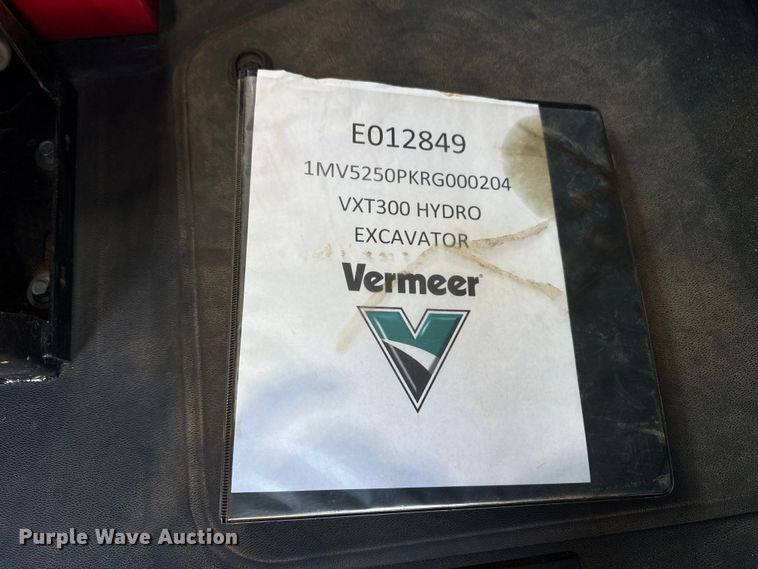 E012849
1MV5250PKRG000204
VXT300 HYDRO
EXCAVATOR
Vermeer®
Purple Wave Auction